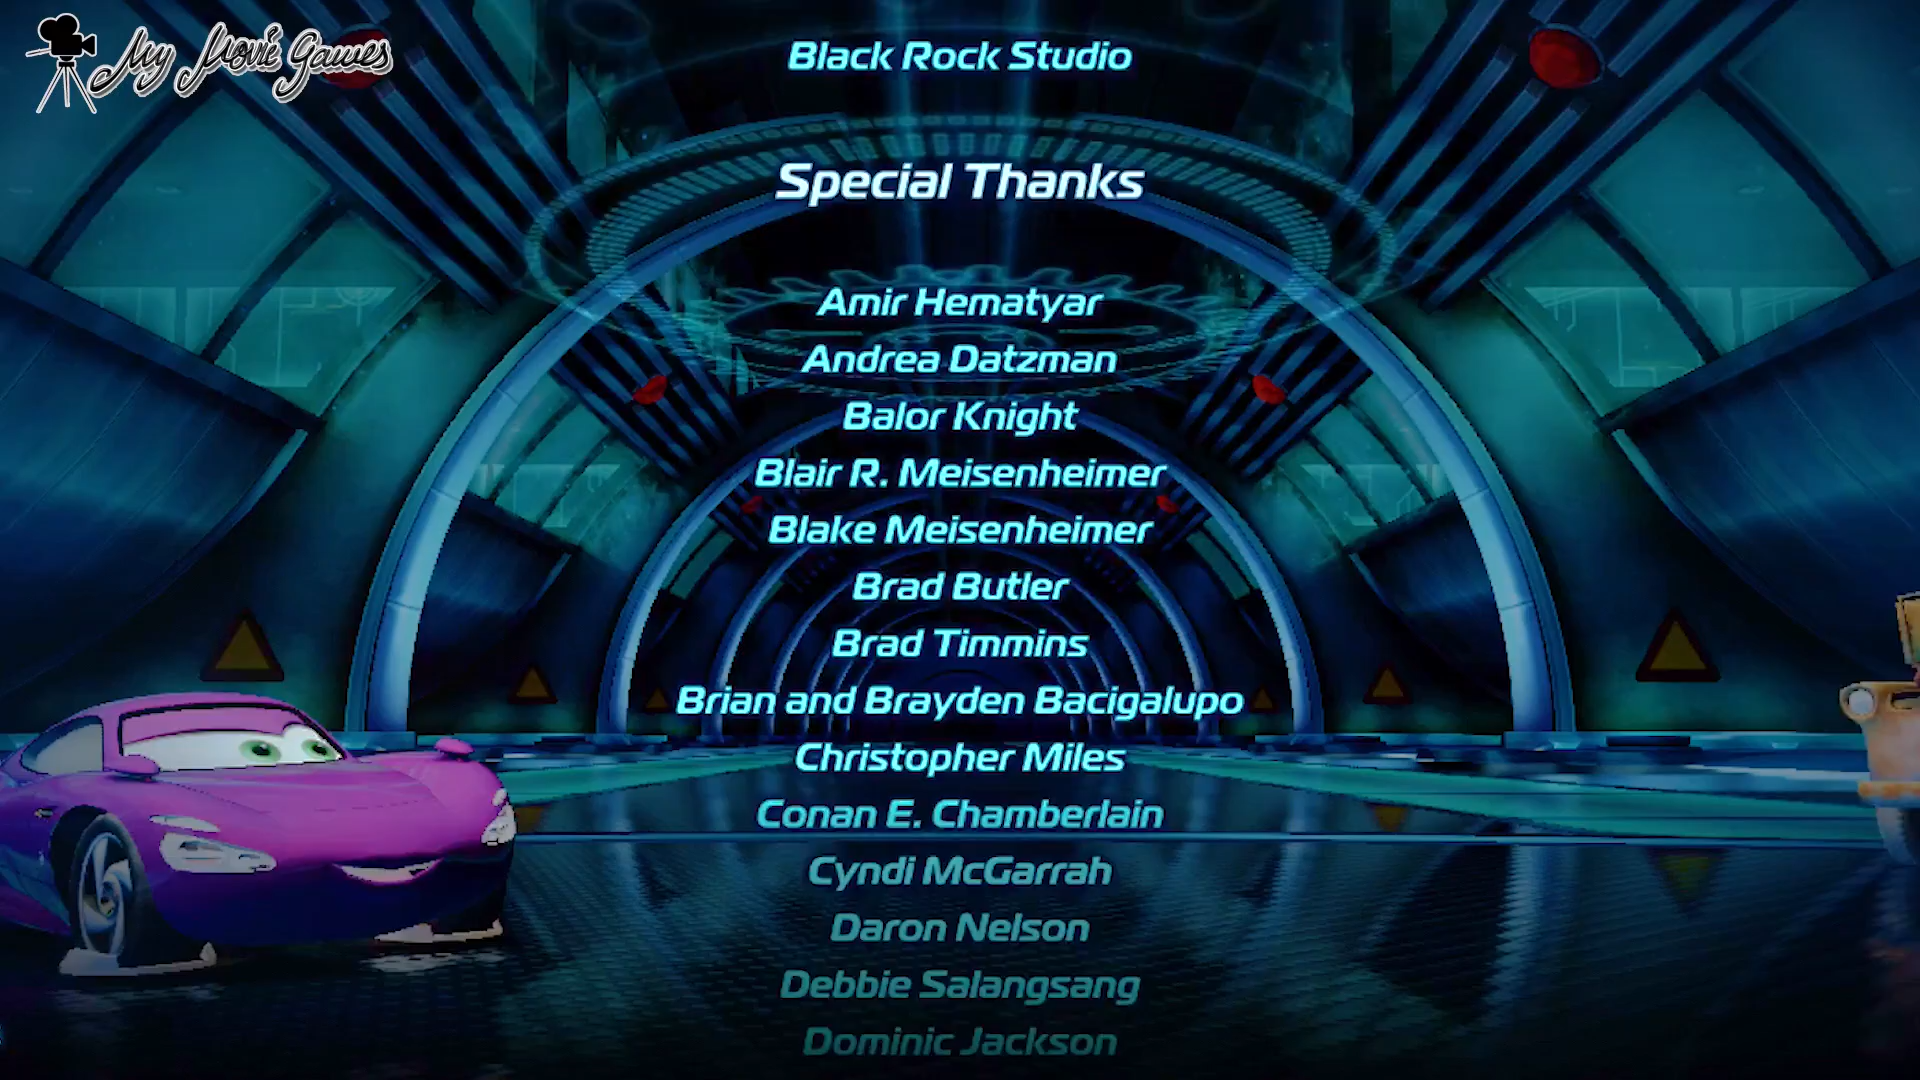 My Movie Games
Black Rock Studio
Special Thanks
Amir Hematyar
Andrea Datzman
Balor Knight
Blair R. Meisenheimer
Blake Meisenheimer
Brad Butler
Brad Timmins
Brian and Brayden Bacigalupo
Christopher Miles
Conan E. Chamberlain
Cyndi McGarrah
Daron Nelson
Debbie Salangsang
Dominic Jackson